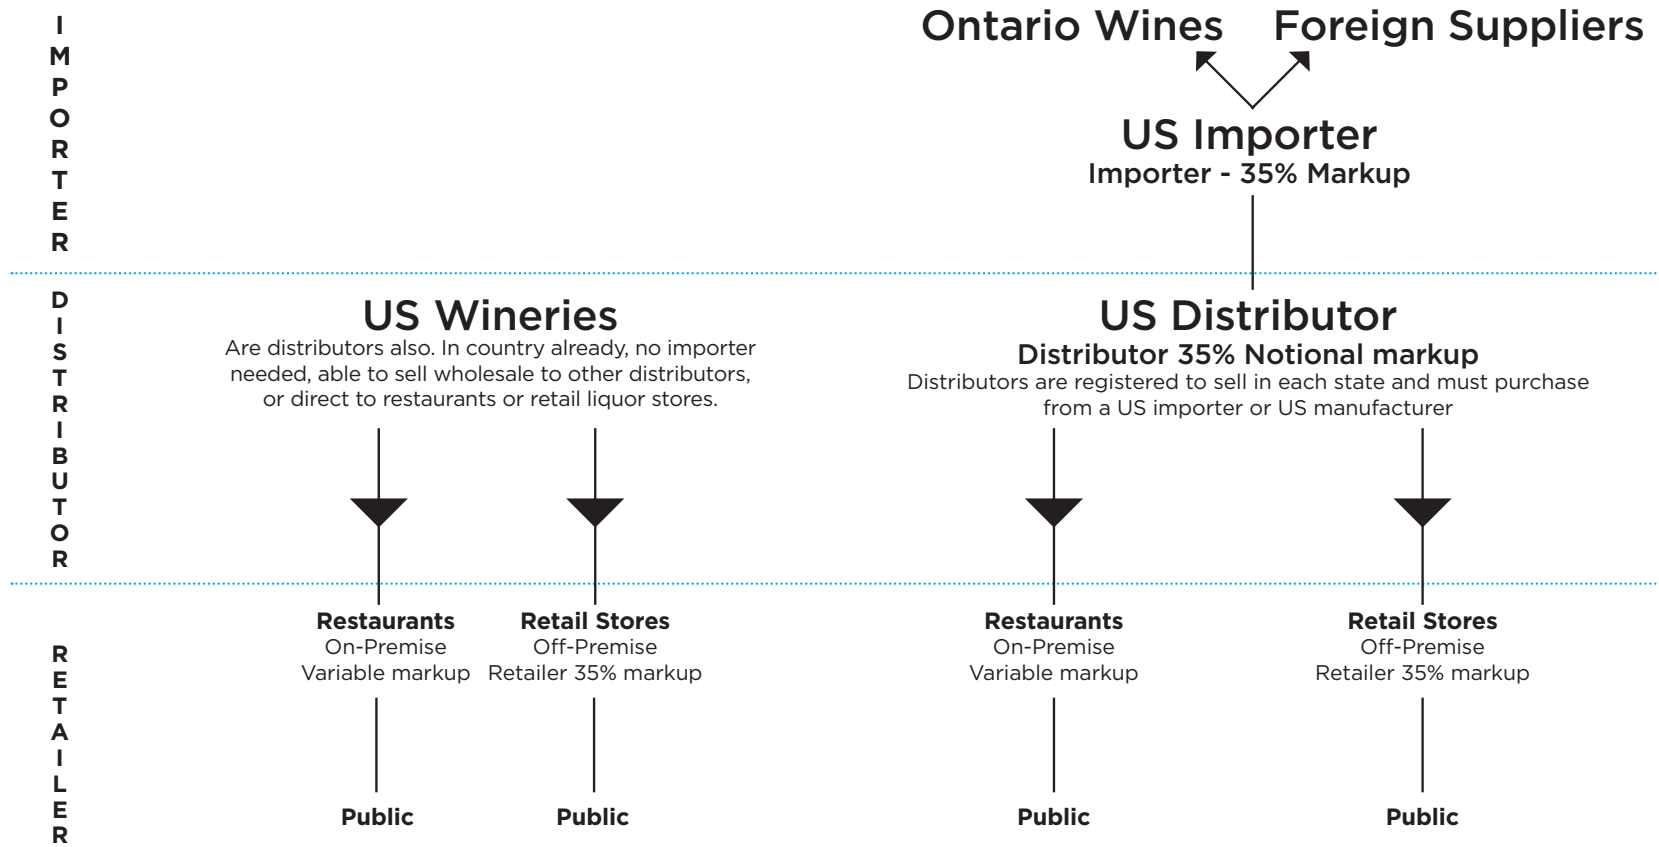 IMPORTER
Ontario Wines
Foreign Suppliers
US Importer
Importer - 35% Markup
DISTRIBUTOR
US Wineries
Are distributors also. In country already, no importer
needed, able to sell wholesale to other distributors,
or direct to restaurants or retail liquor stores.
US Distributor
Distributor 35% Notional markup
Distributors are registered to sell in each state and must purchase
from a US importer or US manufacturer
RETAILER
Restaurants
On-Premise
Variable markup
Retail Stores
Off-Premise
Retailer 35% markup
Restaurants
On-Premise
Variable markup
Retail Stores
Off-Premise
Retailer 35% markup
Public
Public
Public
Public